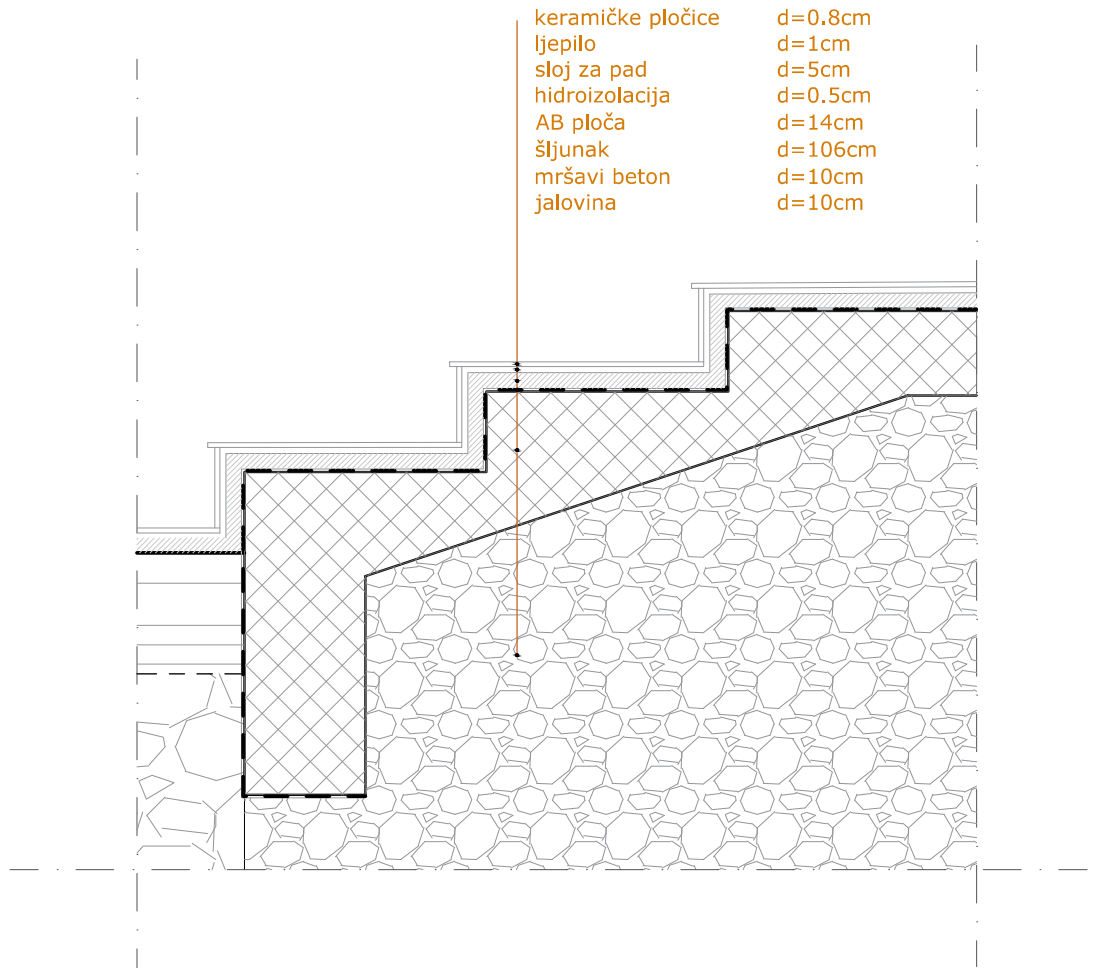 keramičke pločice d=0.8cm
ljepilo d=1cm
sloj za pad d=5cm
hidroizolacija d=0.5cm
AB ploča d=14cm
šljunak d=106cm
mršavi beton d=10cm
jalovina d=10cm